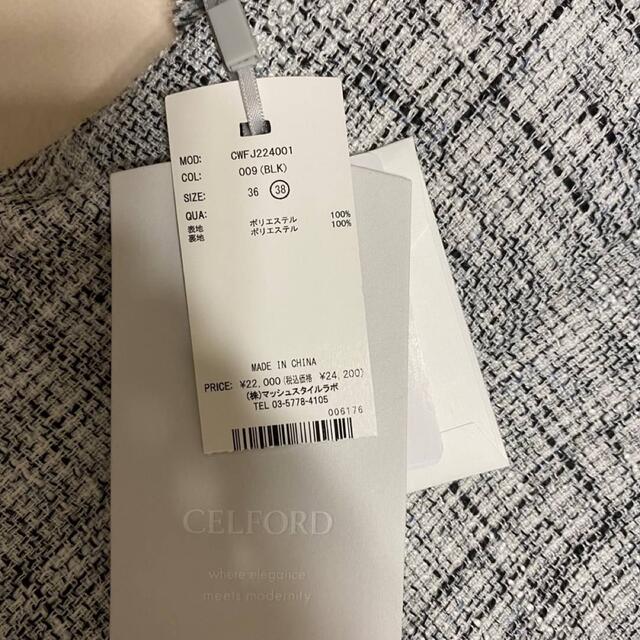 MOD: CWFJ224001
COL: 009(BLK)
SIZE: 36 38
QUA:
表地 ポリエステル 100%
裏地 ポリエステル 100%
MADE IN CHINA
PRICE: ¥22,000(税込価格 ¥24,200)
(株)マッシュスタイルラボ
TEL 03-5778-4105
006176
CELFORD
where elegance
meets modernity